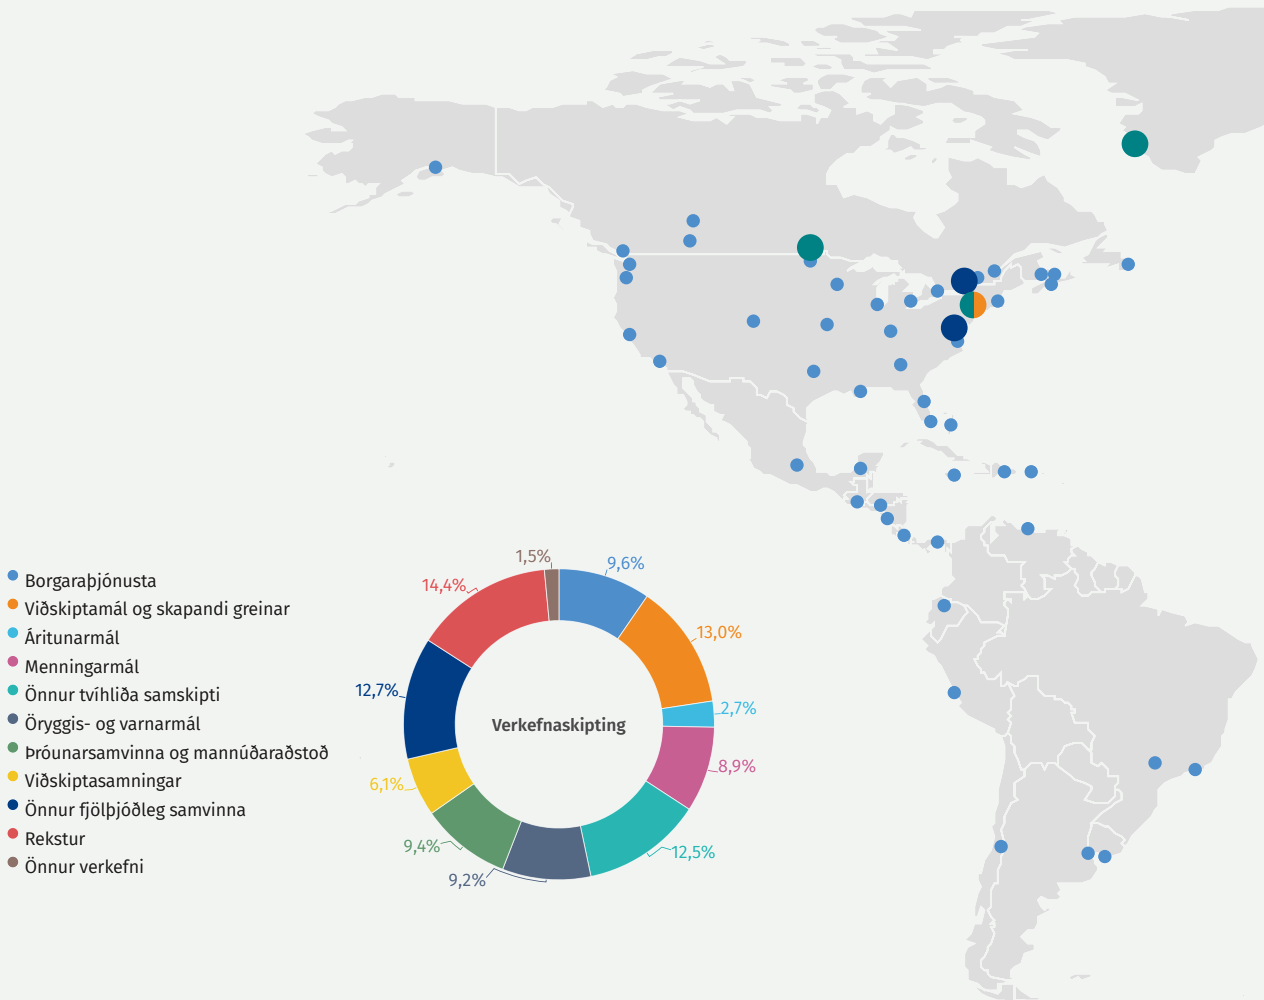 Borgaraþjónusta
Viðskiptamál og skapandi greinar
Áritunarmál
Menningarmál
Önnur tvíhliða samskipti
Öryggis- og varnarmál
Þróunarsamvinna og mannúðaraðstoð
Viðskiptasamningar
Önnur fjölþjóðleg samvinna
Rekstur
Önnur verkefni
Verkefnaskipting
9,6%
13,0%
2,7%
8,9%
12,5%
9,2%
9,4%
6,1%
12,7%
14,4%
1,5%